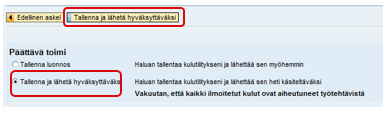 Edellinen askel Tallenna ja lähetä hyväksyttäväksi
Päättävä toimi
Tallenna luonnos Haluan tallentaa kulutilitykseni ja lähettää sen myöhemmin
Tallenna ja lähetä hyväksyttäväks Haluan tallentaa kulutilitykseni ja lähettää sen heti käsiteltäväksi
Vakuutan, että kaikki ilmoitetut kulut ovat aiheutuneet työtehtävistä